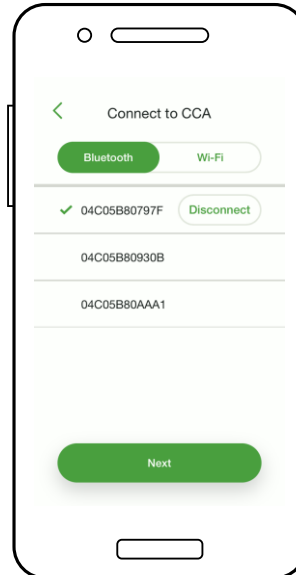 Connect to CCA
Bluetooth Wi-Fi
04C05B80797F Disconnect
04C05B80930B
04C05B80AAA1
Next